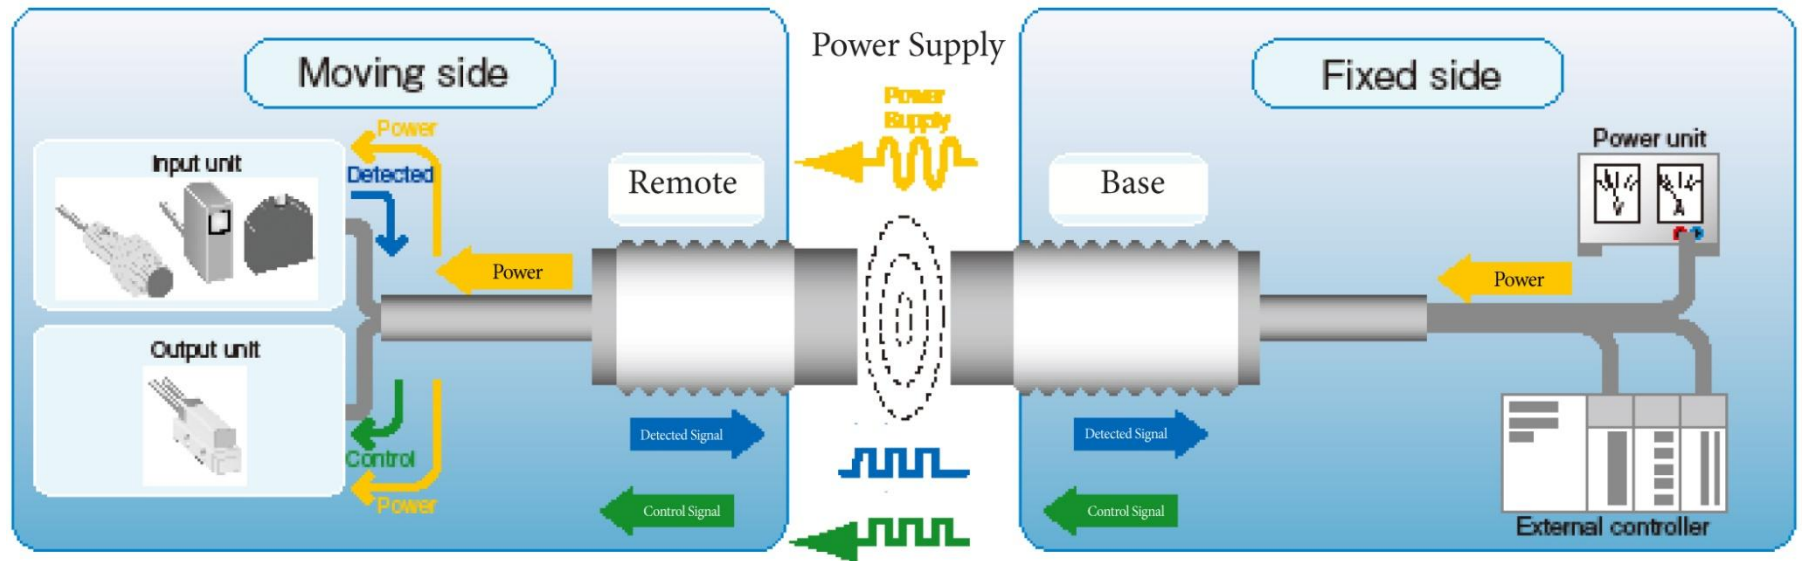 Moving side
Power Supply
Fixed side
Power
Supply
Power
Input unit
Detected
Remote
Base
Power unit
V
A
Power
Power
Output unit
Control
Power
Detected Signal
Detected Signal
Control Signal
Control Signal
External controller